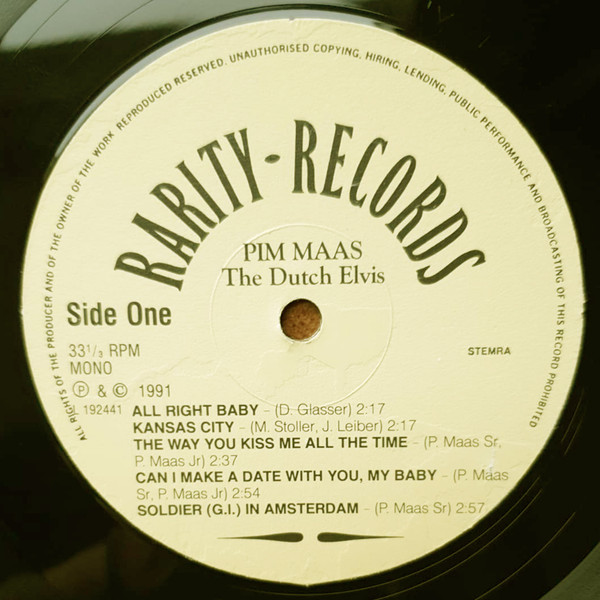 ALL RIGHTS OF THE PRODUCER AND OF THE OWNER OF THE WORK REPRODUCED RESERVED. UNAUTHORISED COPYING, HIRING, LENDING, PUBLIC PERFORMANCE AND BROADCASTING OF THIS RECORD PROHIBITED
RARITY-RECORDS
PIM MAAS
The Dutch Elvis
Side One
33⅓ RPM
MONO
STEMRA
Ⓟ & © 1991
192441
ALL RIGHT BABY – (D. Glasser) 2:17
KANSAS CITY – (M. Stoller, J. Leiber) 2:17
THE WAY YOU KISS ME ALL THE TIME – (P. Maas Sr,
P. Maas Jr) 2:37
CAN I MAKE A DATE WITH YOU, MY BABY – (P. Maas
Sr, P. Maas Jr) 2:54
SOLDIER (G.I.) IN AMSTERDAM – (P. Maas Sr) 2:57